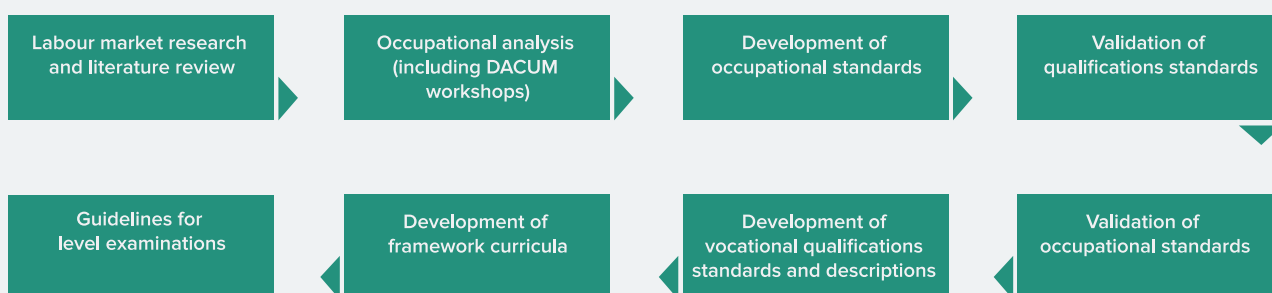 Labour market research
and literature review
Occupational analysis
(including DACUM
workshops)
Development of
occupational standards
Validation of
qualifications standards
Validation of
occupational standards
Development of
vocational qualifications
standards and descriptions
Development of
framework curricula
Guidelines for
level examinations